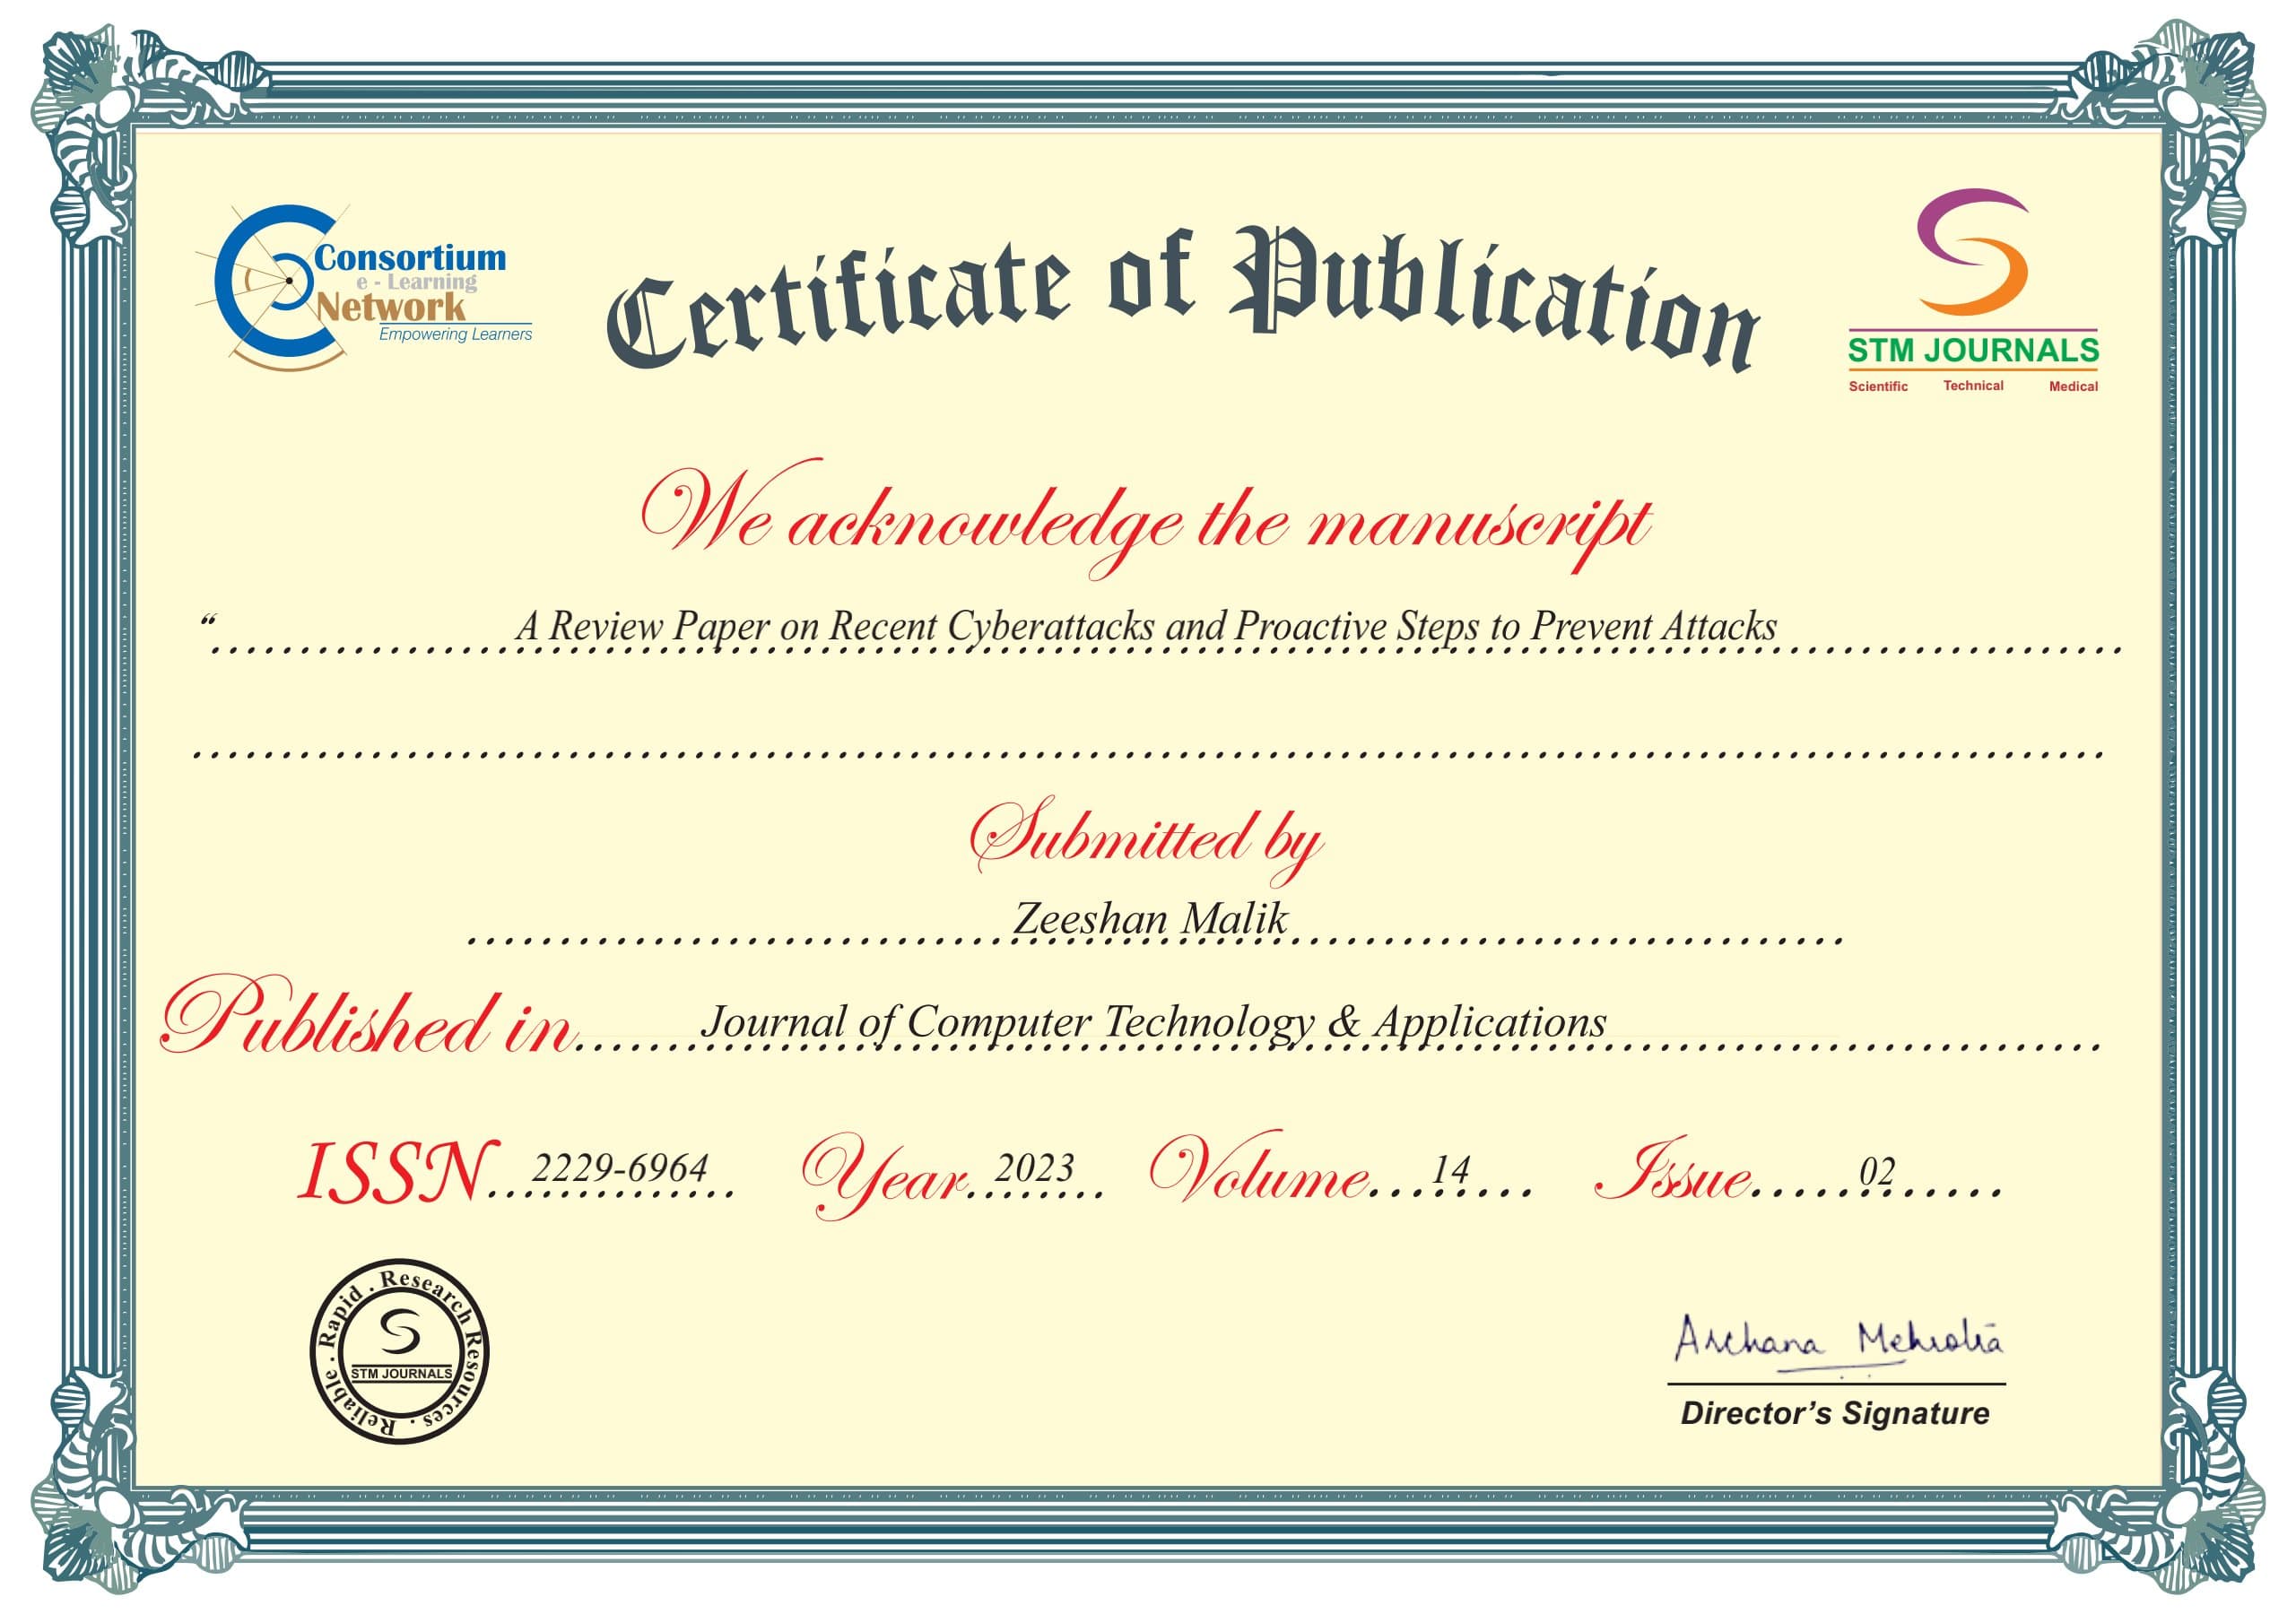 Consortium
e - Learning
Network
Empowering Learners
Certificate of Publication
STM JOURNALS
Scientific Technical Medical
We acknowledge the manuscript
“ A Review Paper on Recent Cyberattacks and Proactive Steps to Prevent Attacks
Submitted by
Zeeshan Malik
Published in Journal of Computer Technology & Applications
ISSN 2229-6964 Year 2023 Volume 14 Issue 02
Reliable . Rapid . Research Resources .
STM JOURNALS
Archana Mehrotra
Director’s Signature